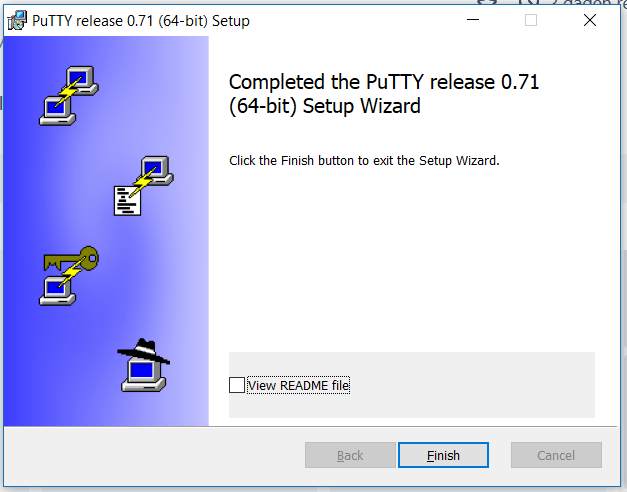 PuTTY release 0.71 (64-bit) Setup
Completed the PuTTY release 0.71
(64-bit) Setup Wizard
Click the Finish button to exit the Setup Wizard.
View README file
Back
Finish
Cancel